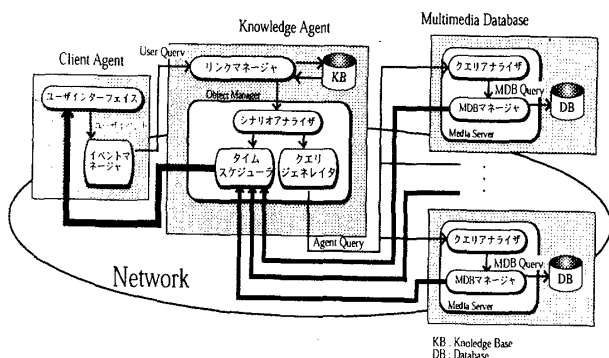 Knowledge Agent
Multimedia Database
Client Agent
User Query
リンクマネージャ
KB
クエリアナライザ
MDB Query
ユーザインターフェイス
Object Manager
MDBマネージャ
DB
Media Server
シナリオアナライザ
イベントマ
ネージャ
タイム
スケジューラ
クエリ
ジェネレイタ
Agent Query
クエリアナライザ
MDB Query
Network
MDBマネージャ
DB
Media Server
KB . Knoledge Base
DB . Database